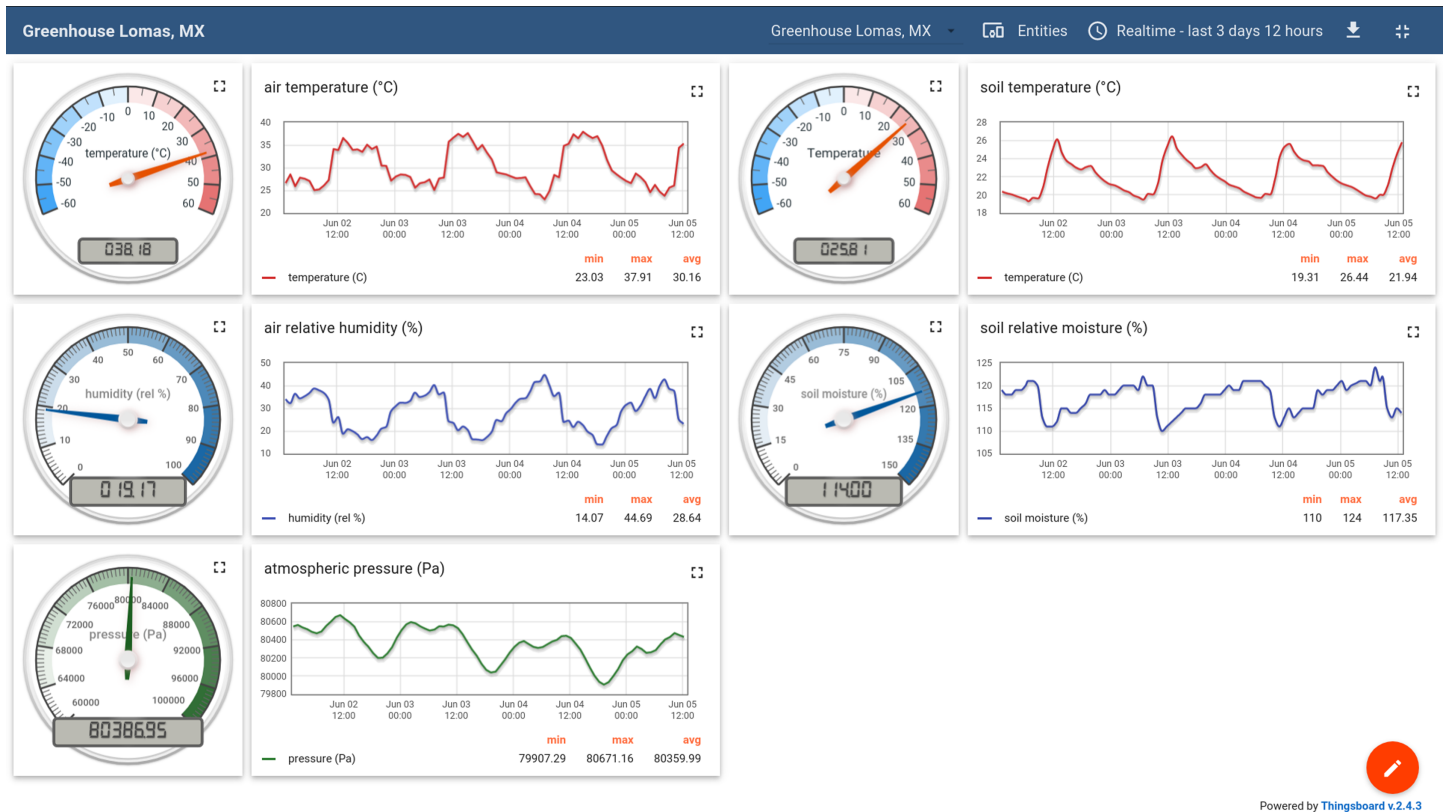 Greenhouse Lomas, MX
Greenhouse Lomas, MX Entities Realtime - last 3 days 12 hours
-60 -50 -40 -30 -20 -10 0 10 20 30 40 50 60
temperature (°C)
038.18
air temperature (°C)
40
35
30
25
20
Jun 02 12:00 Jun 03 00:00 Jun 03 12:00 Jun 04 00:00 Jun 04 12:00 Jun 05 00:00 Jun 05 12:00
min max avg
temperature (C) 23.03 37.91 30.16
-60 -50 -40 -30 -20 -10 0 10 20 30 40 50 60
Temperature
025.81
soil temperature (°C)
28
26
24
22
20
18
Jun 02 12:00 Jun 03 00:00 Jun 03 12:00 Jun 04 00:00 Jun 04 12:00 Jun 05 00:00 Jun 05 12:00
min max avg
temperature (C) 19.31 26.44 21.94
0 10 20 30 40 50 60 70 80 90 100
humidity (rel %)
019.17
air relative humidity (%)
50
40
30
20
10
Jun 02 12:00 Jun 03 00:00 Jun 03 12:00 Jun 04 00:00 Jun 04 12:00 Jun 05 00:00 Jun 05 12:00
min max avg
humidity (rel %) 14.07 44.69 28.64
0 15 30 45 60 75 90 105 120 135 150
soil moisture (%)
114.00
soil relative moisture (%)
125
120
115
110
105
Jun 02 12:00 Jun 03 00:00 Jun 03 12:00 Jun 04 00:00 Jun 04 12:00 Jun 05 00:00 Jun 05 12:00
min max avg
soil moisture (%) 110 124 117.35
60000 64000 68000 72000 76000 80000 84000 88000 92000 96000 100000
pressure (Pa)
80386.95
atmospheric pressure (Pa)
80800
80600
80400
80200
80000
79800
Jun 02 12:00 Jun 03 00:00 Jun 03 12:00 Jun 04 00:00 Jun 04 12:00 Jun 05 00:00 Jun 05 12:00
min max avg
pressure (Pa) 79907.29 80671.16 80359.99
Powered by Thingsboard v.2.4.3